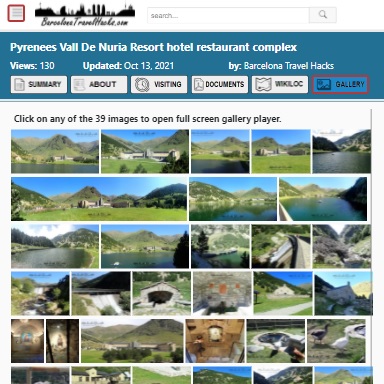 BarcelonaTravelHacks.com
search...
Pyrenees Vall De Nuria Resort hotel restaurant complex
Views: 130 Updated: Oct 13, 2021 by: Barcelona Travel Hacks
SUMMARY ABOUT VISITING DOCUMENTS WIKILOC GALLERY
Click on any of the 39 images to open full screen gallery player.